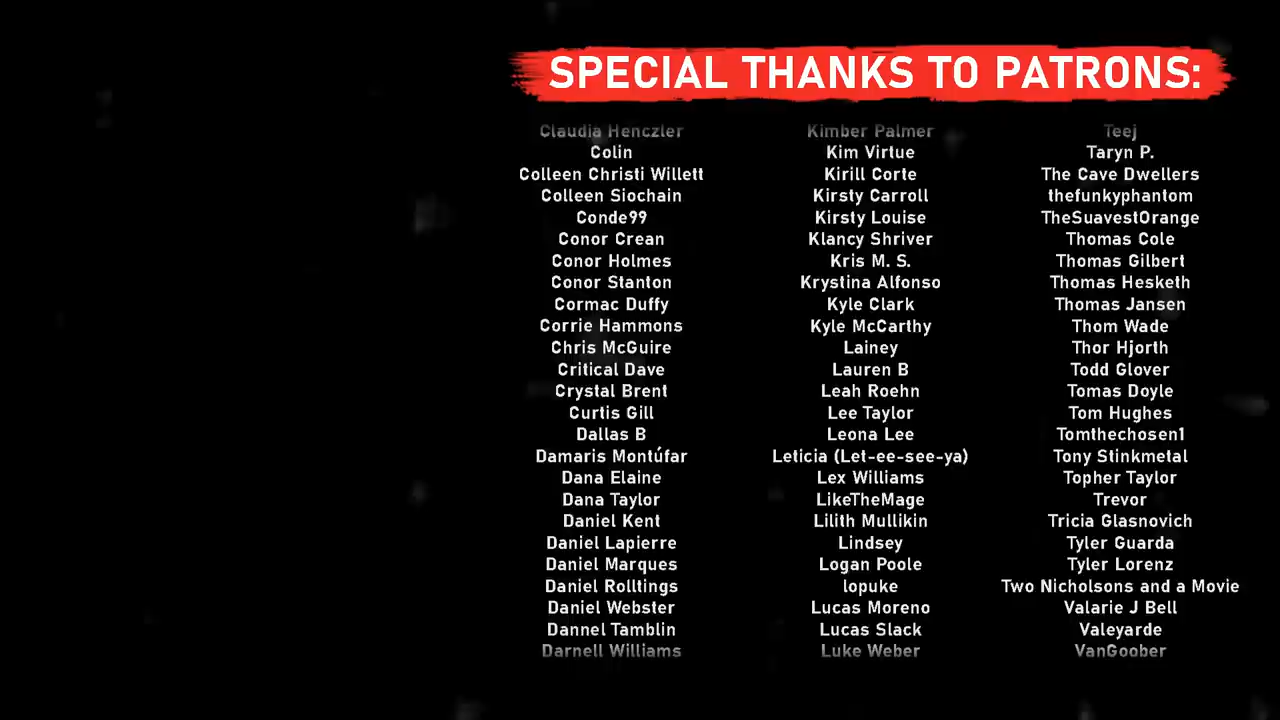 SPECIAL THANKS TO PATRONS:
Claudia Henczler
Colin
Colleen Christi Willett
Colleen Siochain
Conde99
Conor Crean
Conor Holmes
Conor Stanton
Cormac Duffy
Corrie Hammons
Chris McGuire
Critical Dave
Crystal Brent
Curtis Gill
Dallas B
Damaris Montúfar
Dana Elaine
Dana Taylor
Daniel Kent
Daniel Lapierre
Daniel Marques
Daniel Rolltings
Daniel Webster
Dannel Tamblin
Darnell Williams
Kimber Palmer
Kim Virtue
Kirill Corte
Kirsty Carroll
Kirsty Louise
Klancy Shriver
Kris M. S.
Krystina Alfonso
Kyle Clark
Kyle McCarthy
Lainey
Lauren B
Leah Roehn
Lee Taylor
Leona Lee
Leticia (Let-ee-see-ya)
Lex Williams
LikeTheMage
Lilith Mullikin
Lindsey
Logan Poole
lopuke
Lucas Moreno
Lucas Slack
Luke Weber
Teej
Taryn P.
The Cave Dwellers
thefunkyphantom
TheSuavestOrange
Thomas Cole
Thomas Gilbert
Thomas Hesketh
Thomas Jansen
Thom Wade
Thor Hjorth
Todd Glover
Tomas Doyle
Tom Hughes
Tomthechosen1
Tony Stinkmetal
Topher Taylor
Trevor
Tricia Glasnovich
Tyler Guarda
Tyler Lorenz
Two Nicholsons and a Movie
Valarie J Bell
Valeyarde
VanGoober